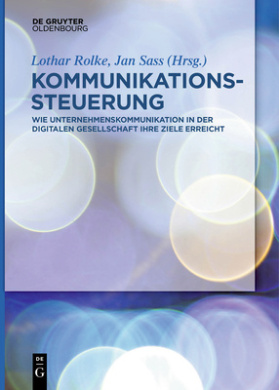 DE GRUYTER
OLDENBOURG
Lothar Rolke, Jan Sass (Hrsg.)
KOMMUNIKATIONS-
STEUERUNG
WIE UNTERNEHMENSKOMMUNIKATION IN DER
DIGITALEN GESELLSCHAFT IHRE ZIELE ERREICHT
DE
G